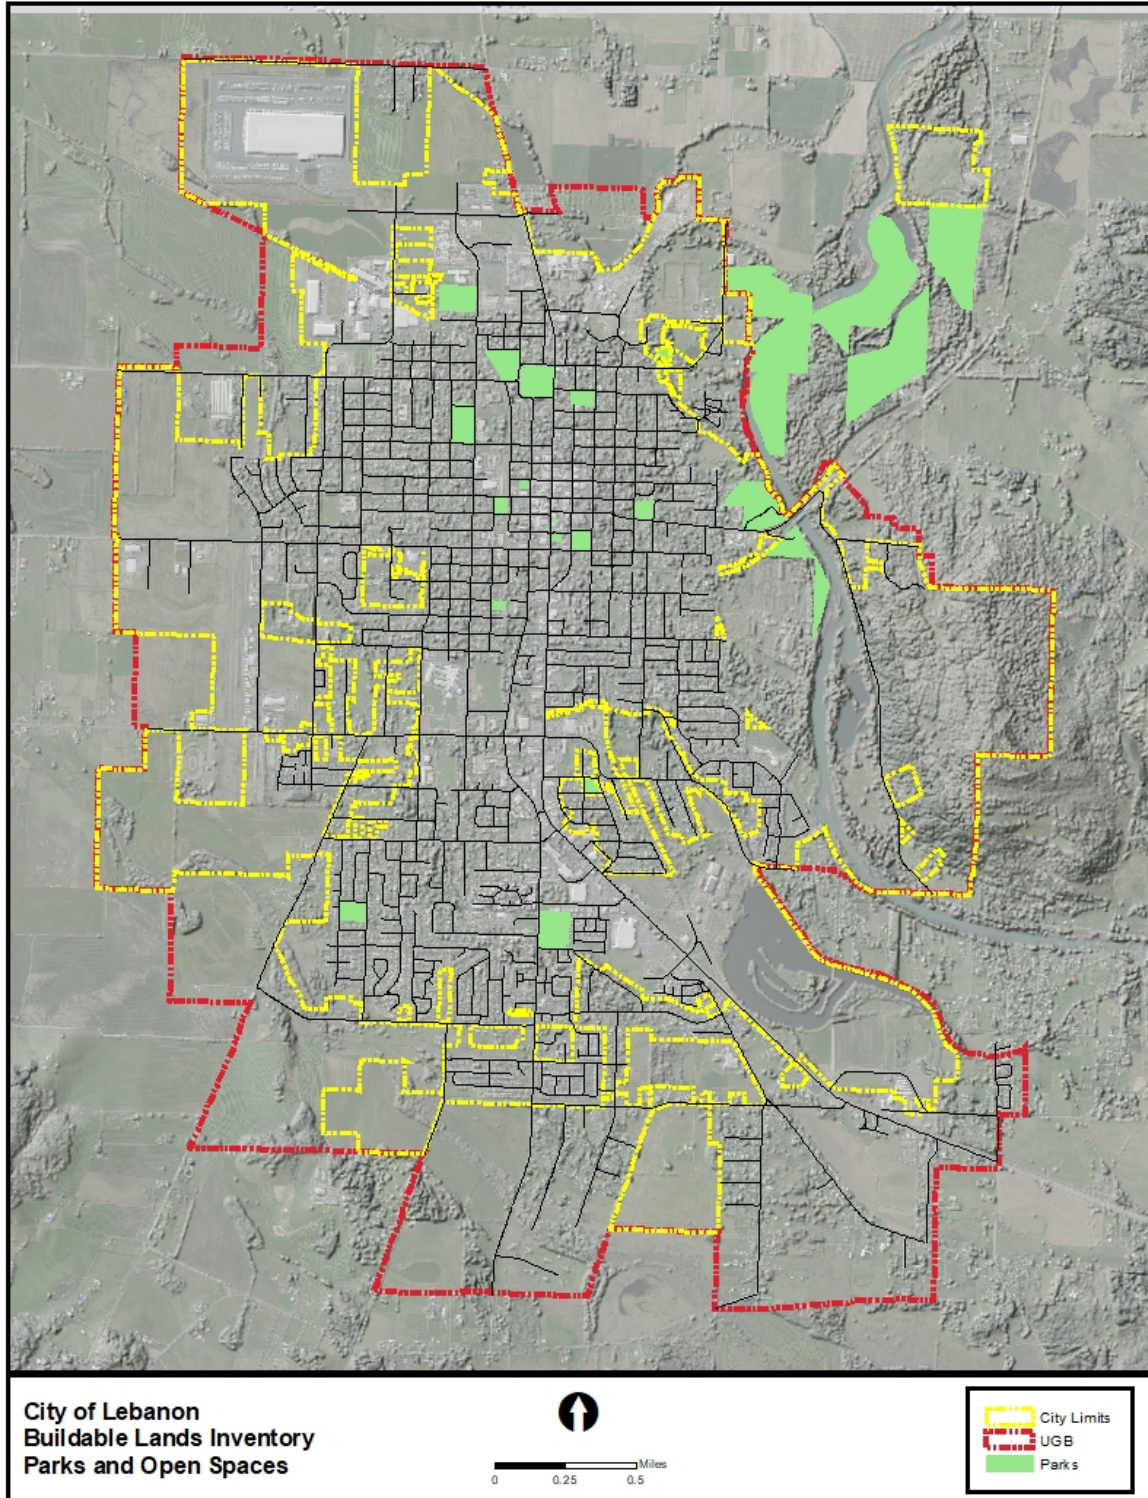 City of Lebanon
Buildable Lands Inventory
Parks and Open Spaces
Miles
0 0.25 0.5
City Limits
UGB
Parks